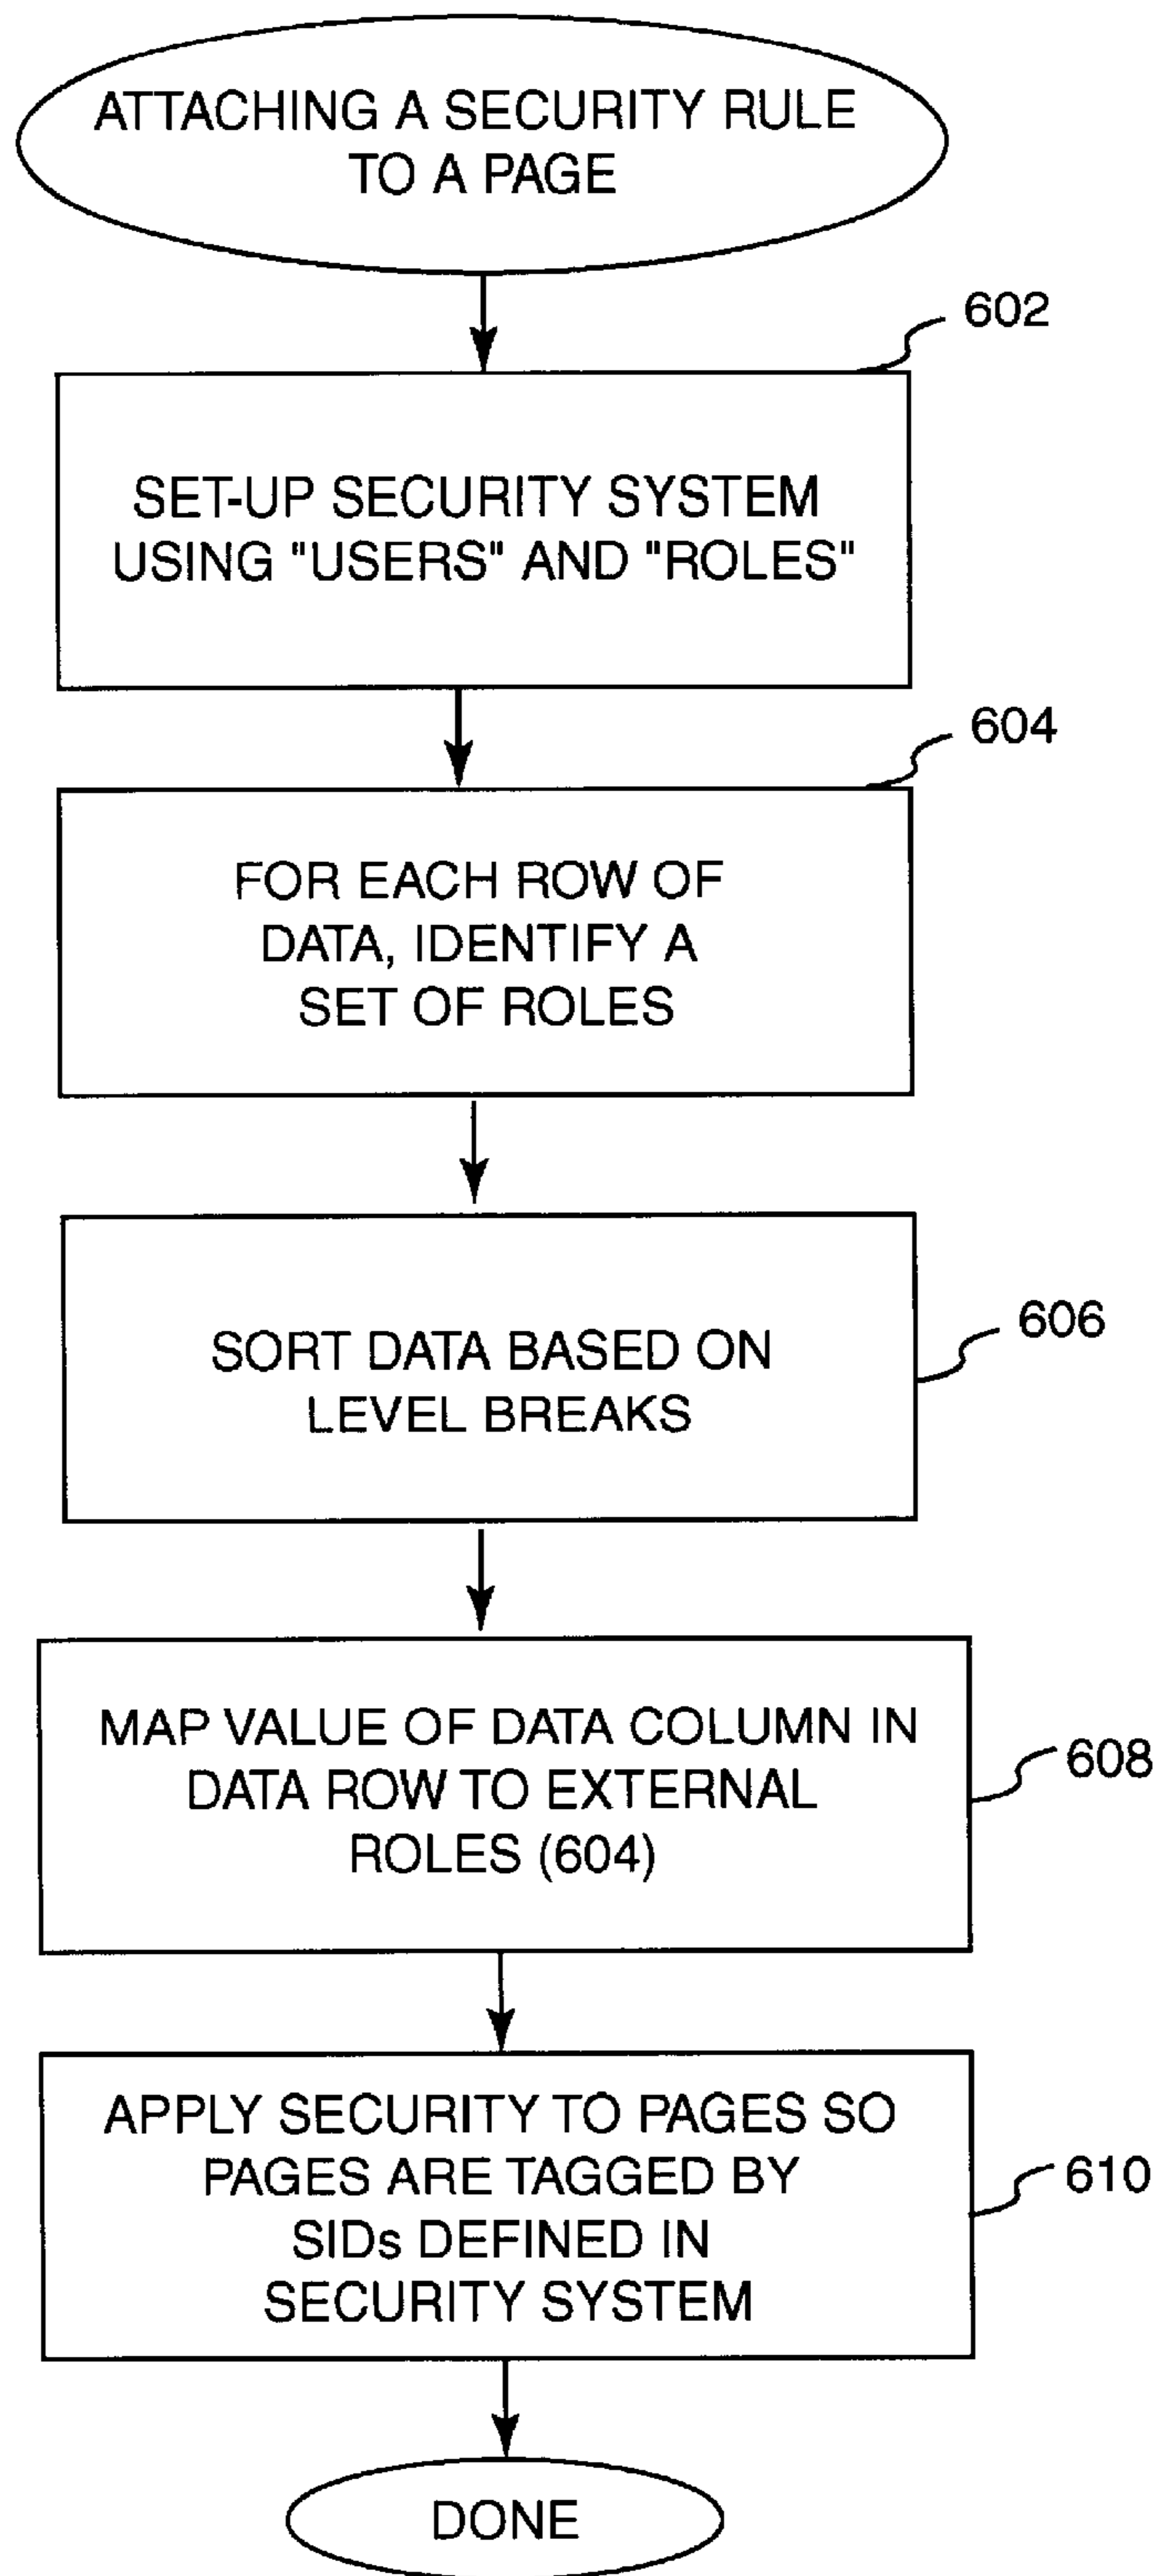 ATTACHING A SECURITY RULE
TO A PAGE
602
SET-UP SECURITY SYSTEM
USING "USERS" AND "ROLES"
604
FOR EACH ROW OF
DATA, IDENTIFY A
SET OF ROLES
606
SORT DATA BASED ON
LEVEL BREAKS
MAP VALUE OF DATA COLUMN IN
DATA ROW TO EXTERNAL
ROLES (604)
608
APPLY SECURITY TO PAGES SO
PAGES ARE TAGGED BY
SIDs DEFINED IN
SECURITY SYSTEM
610
DONE